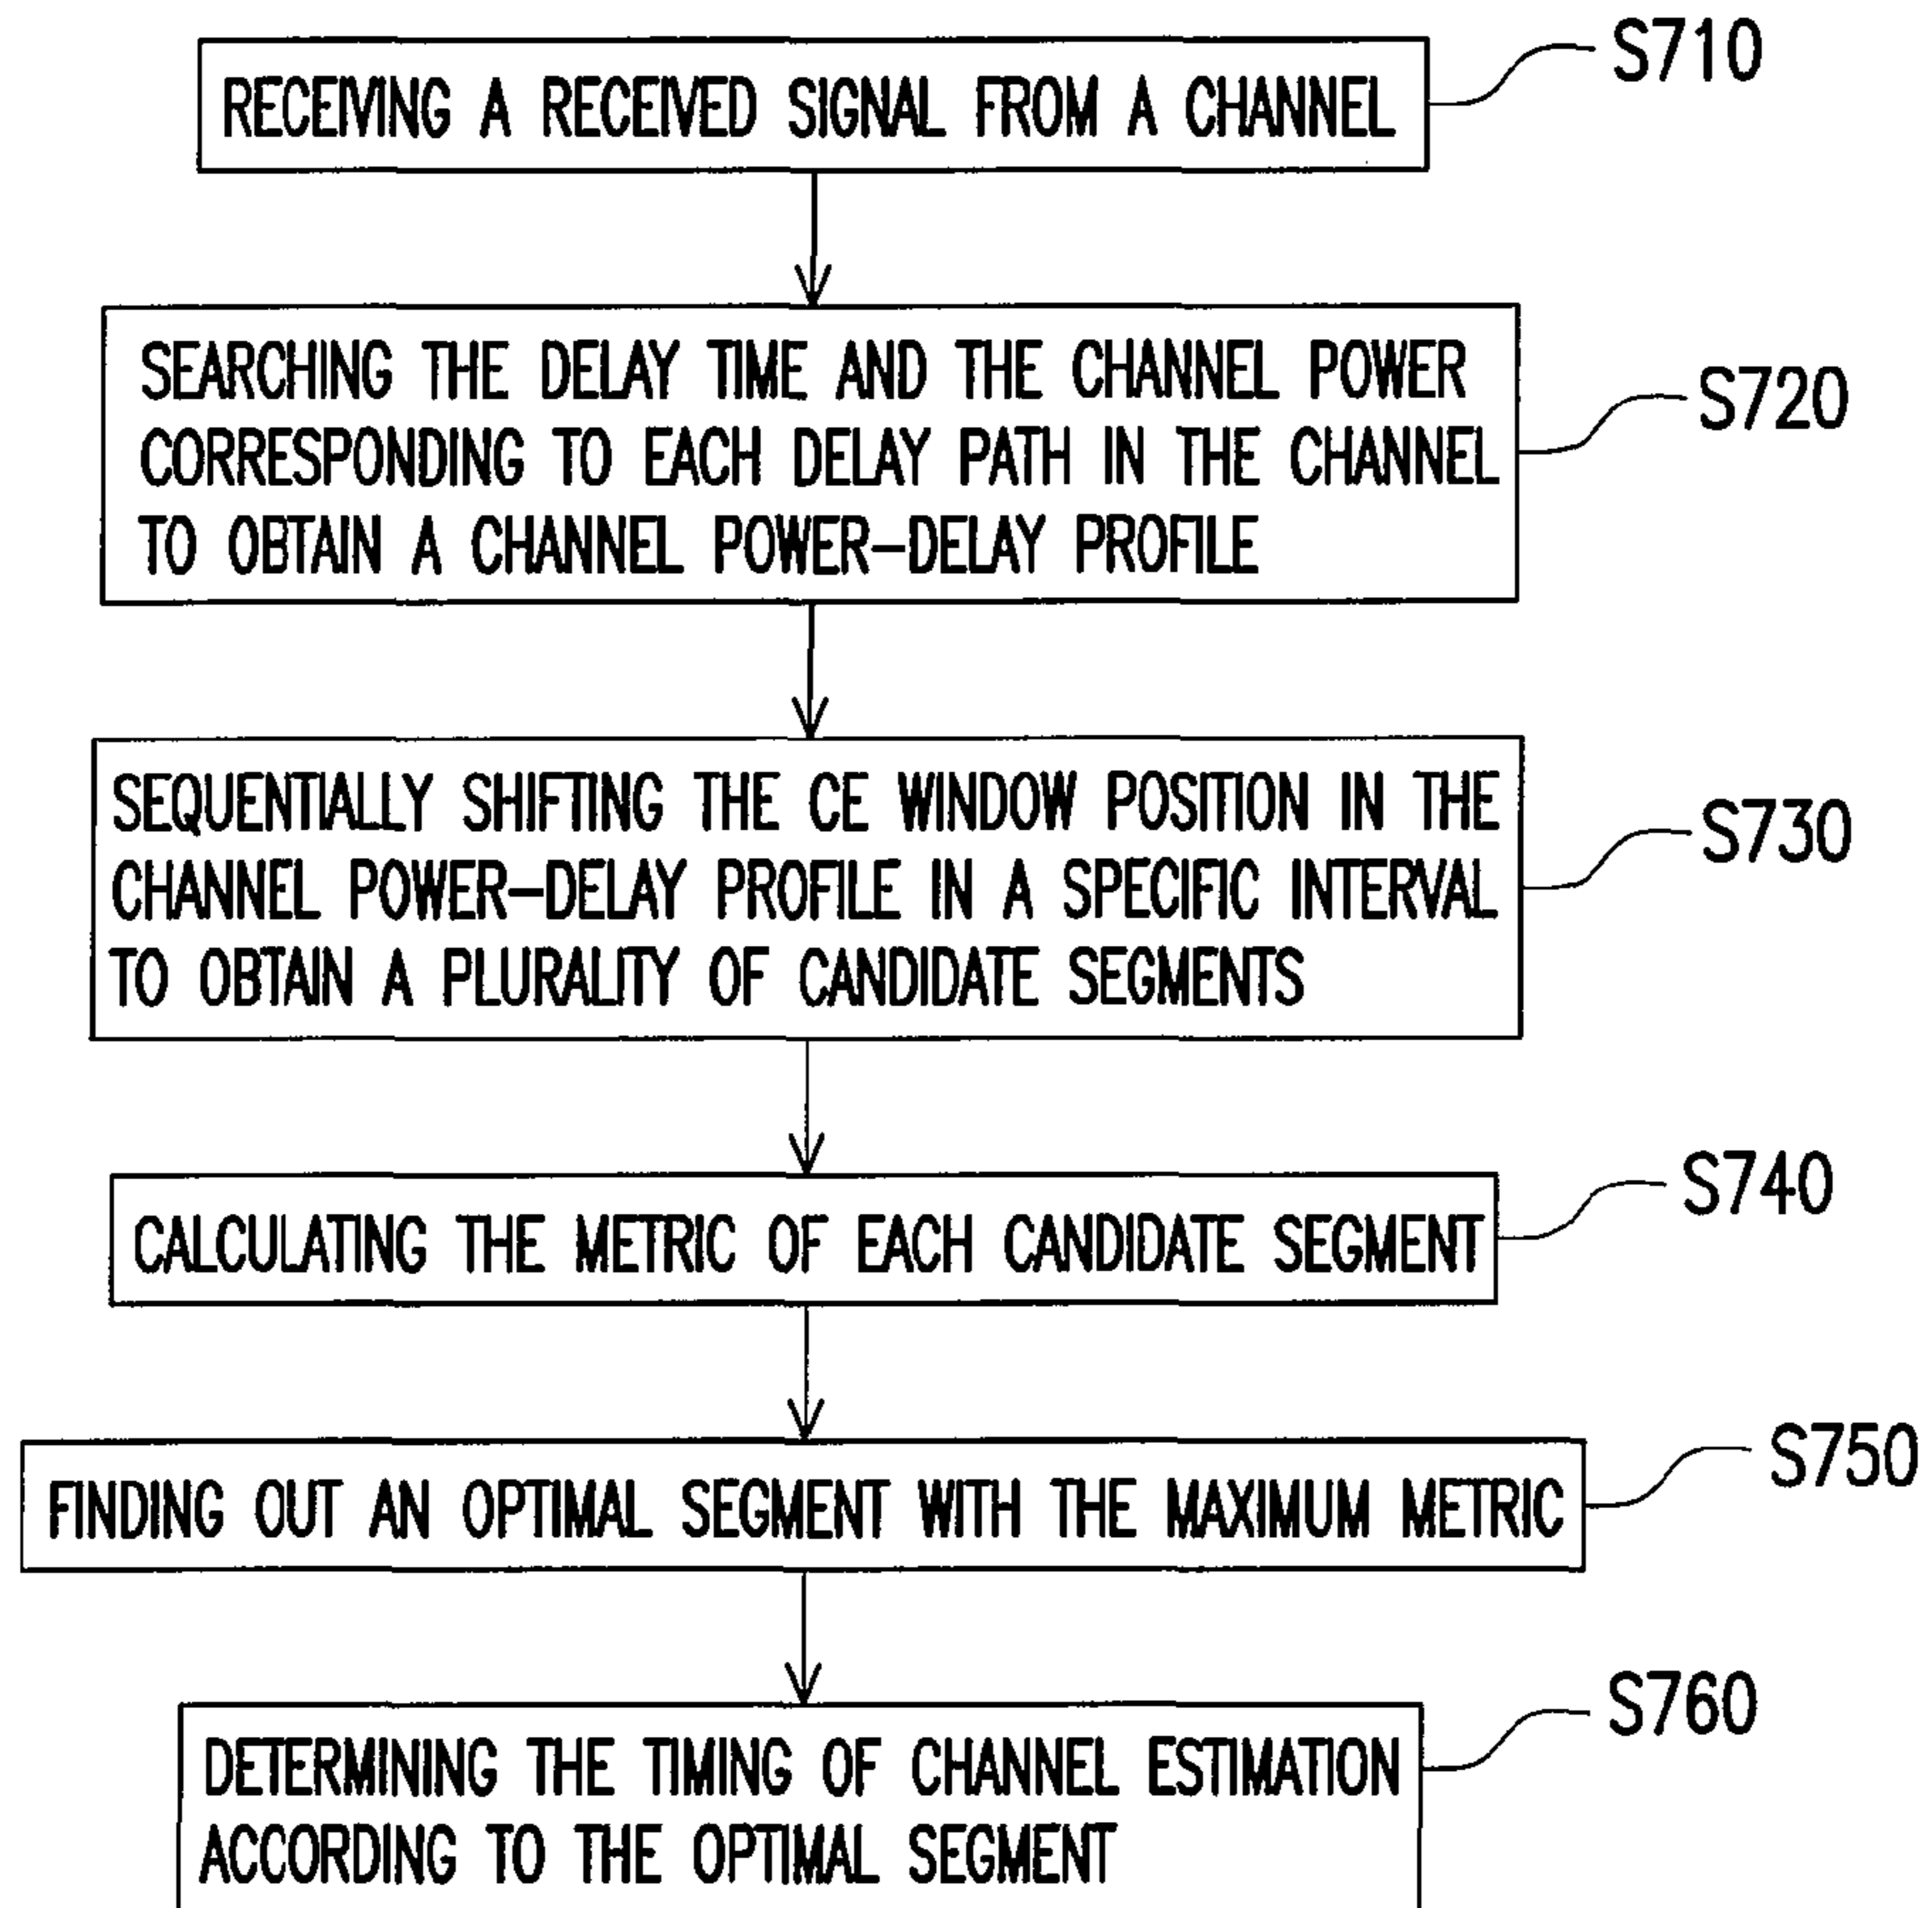 RECEIVING A RECEIVED SIGNAL FROM A CHANNEL
S710
SEARCHING THE DELAY TIME AND THE CHANNEL POWER
CORRESPONDING TO EACH DELAY PATH IN THE CHANNEL
TO OBTAIN A CHANNEL POWER-DELAY PROFILE
S720
SEQUENTIALLY SHIFTING THE CE WINDOW POSITION IN THE
CHANNEL POWER-DELAY PROFILE IN A SPECIFIC INTERVAL
TO OBTAIN A PLURALITY OF CANDIDATE SEGMENTS
S730
CALCULATING THE METRIC OF EACH CANDIDATE SEGMENT
S740
FINDING OUT AN OPTIMAL SEGMENT WITH THE MAXIMUM METRIC
S750
DETERMINING THE TIMING OF CHANNEL ESTIMATION
ACCORDING TO THE OPTIMAL SEGMENT
S760